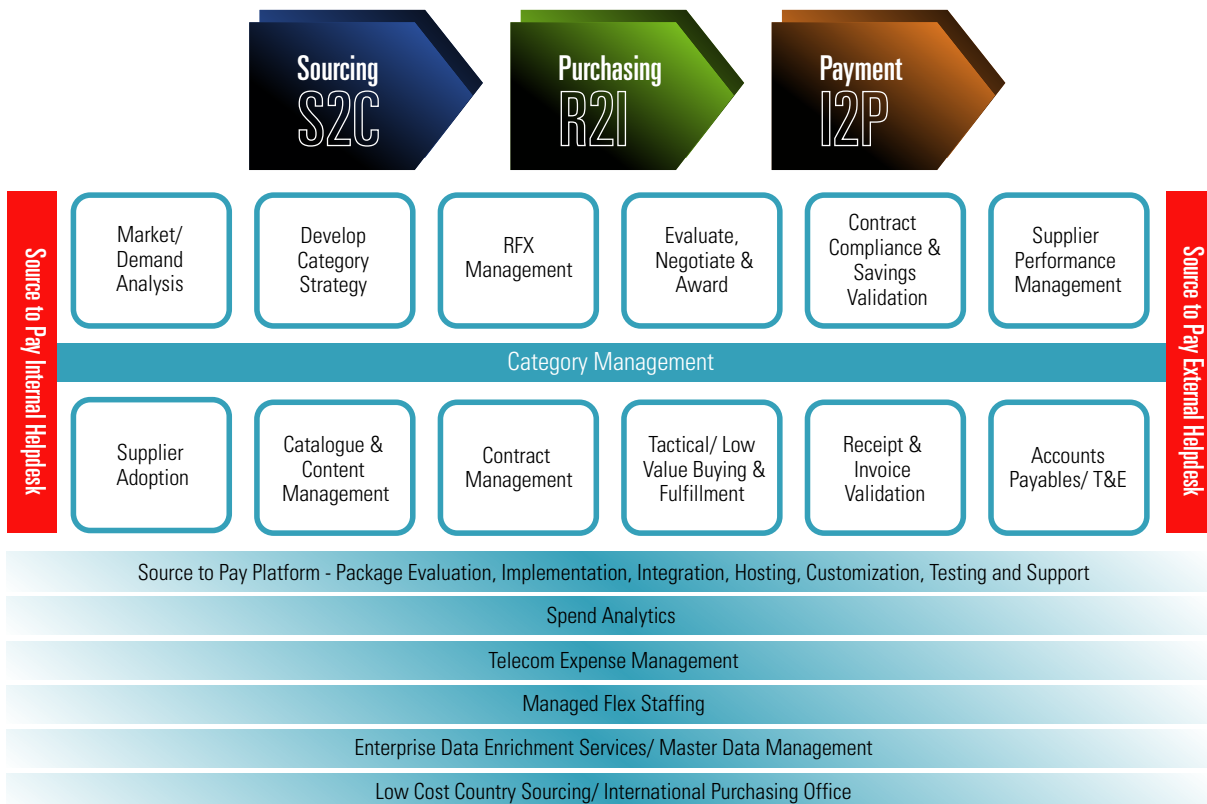 Sourcing
S2C
Purchasing
R2I
Payment
I2P
Source to Pay Internal Helpdesk
Market/
Demand
Analysis
Develop
Category
Strategy
RFX
Management
Evaluate,
Negotiate &
Award
Contract
Compliance &
Savings
Validation
Supplier
Performance
Management
Source to Pay External Helpdesk
Category Management
Supplier
Adoption
Catalogue &
Content
Management
Contract
Management
Tactical/ Low
Value Buying &
Fulfillment
Receipt &
Invoice
Validation
Accounts
Payables/ T&E
Source to Pay Platform - Package Evaluation, Implementation, Integration, Hosting, Customization, Testing and Support
Spend Analytics
Telecom Expense Management
Managed Flex Staffing
Enterprise Data Enrichment Services/ Master Data Management
Low Cost Country Sourcing/ International Purchasing Office